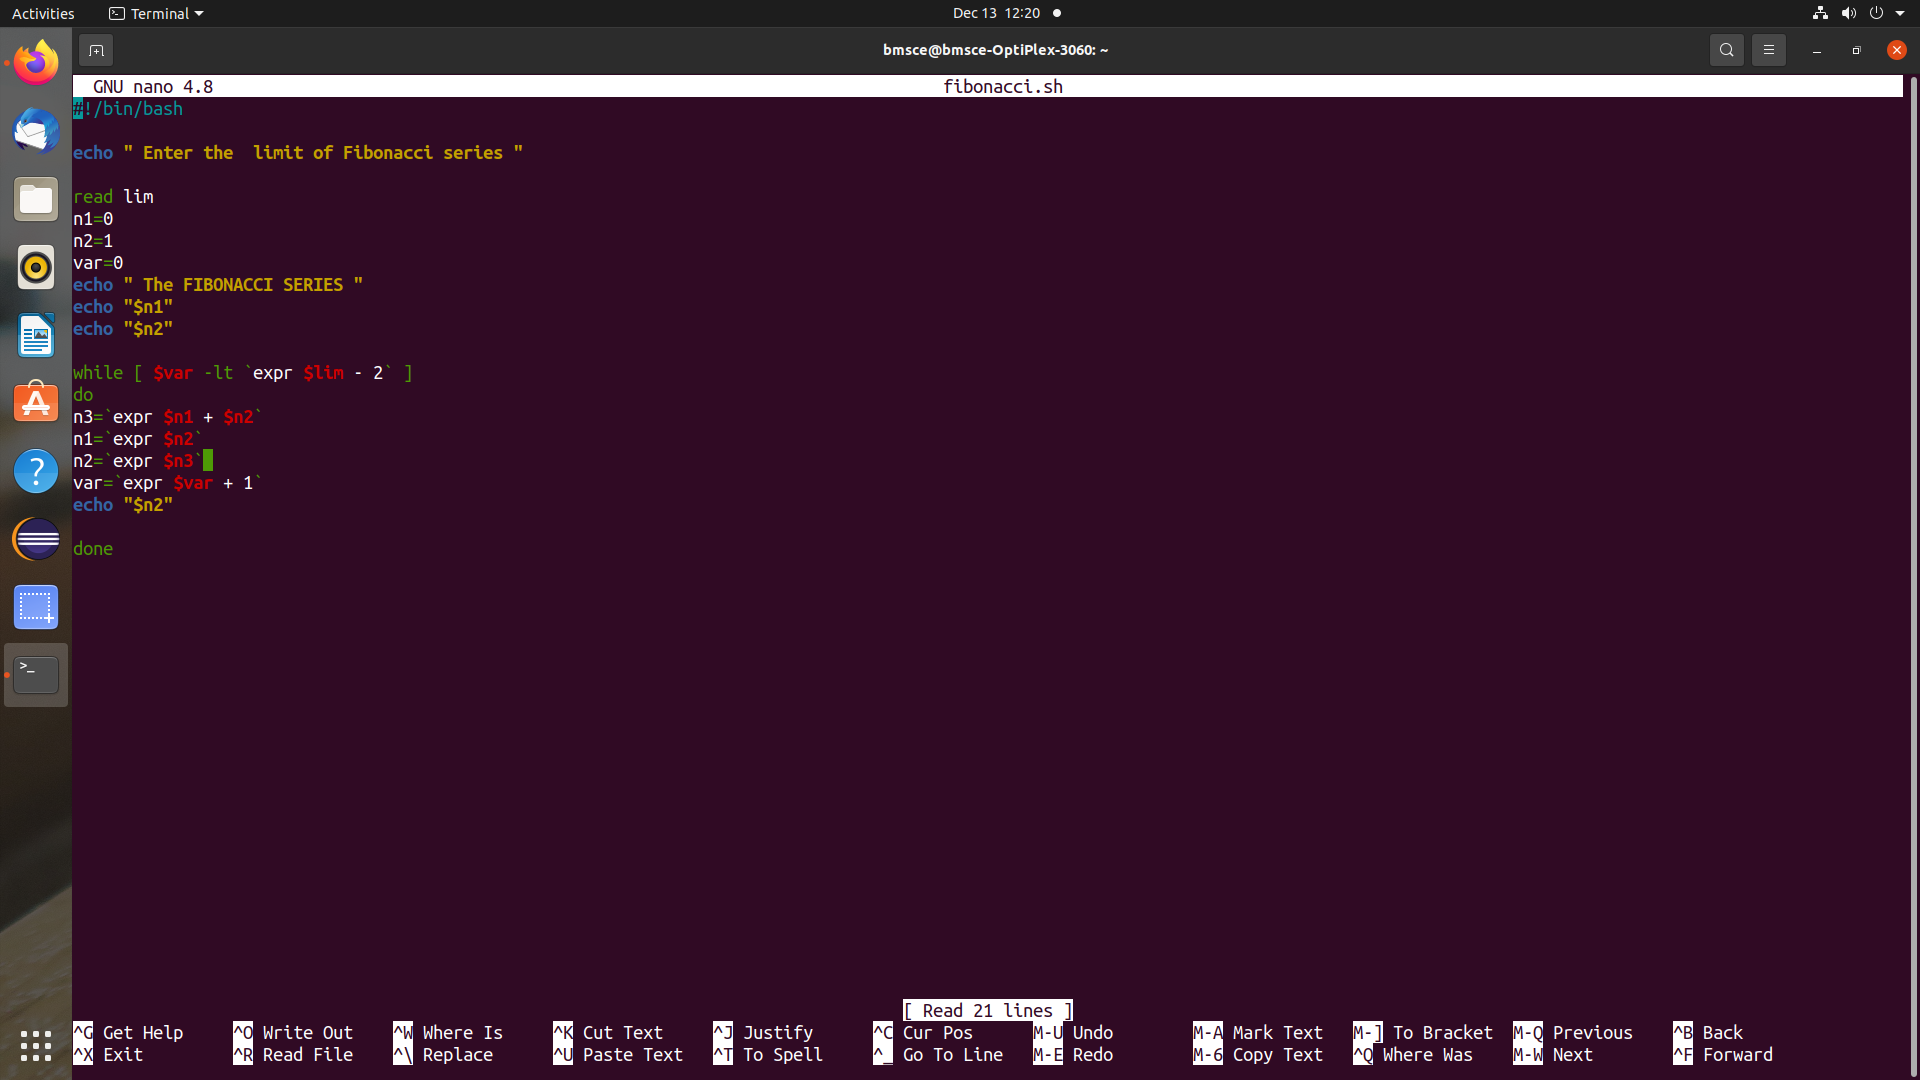 Activities Terminal Dec 13 12:20
bmsce@bmsce-OptiPlex-3060: ~
GNU nano 4.8 fibonacci.sh
#!/bin/bash
echo " Enter the  limit of Fibonacci series "
read lim
n1=0
n2=1
var=0
echo " The FIBONACCI SERIES "
echo "$n1"
echo "$n2"
while [ $var -lt `expr $lim - 2` ]
do
n3=`expr $n1 + $n2`
n1=`expr $n2`
n2=`expr $n3`
var=`expr $var + 1`
echo "$n2"
done
[ Read 21 lines ]
^G Get Help ^O Write Out ^W Where Is ^K Cut Text ^J Justify ^C Cur Pos M-U Undo M-A Mark Text M-] To Bracket M-Q Previous ^B Back
^X Exit ^R Read File ^\ Replace ^U Paste Text ^T To Spell ^_ Go To Line M-E Redo M-6 Copy Text ^Q Where Was M-W Next ^F Forward